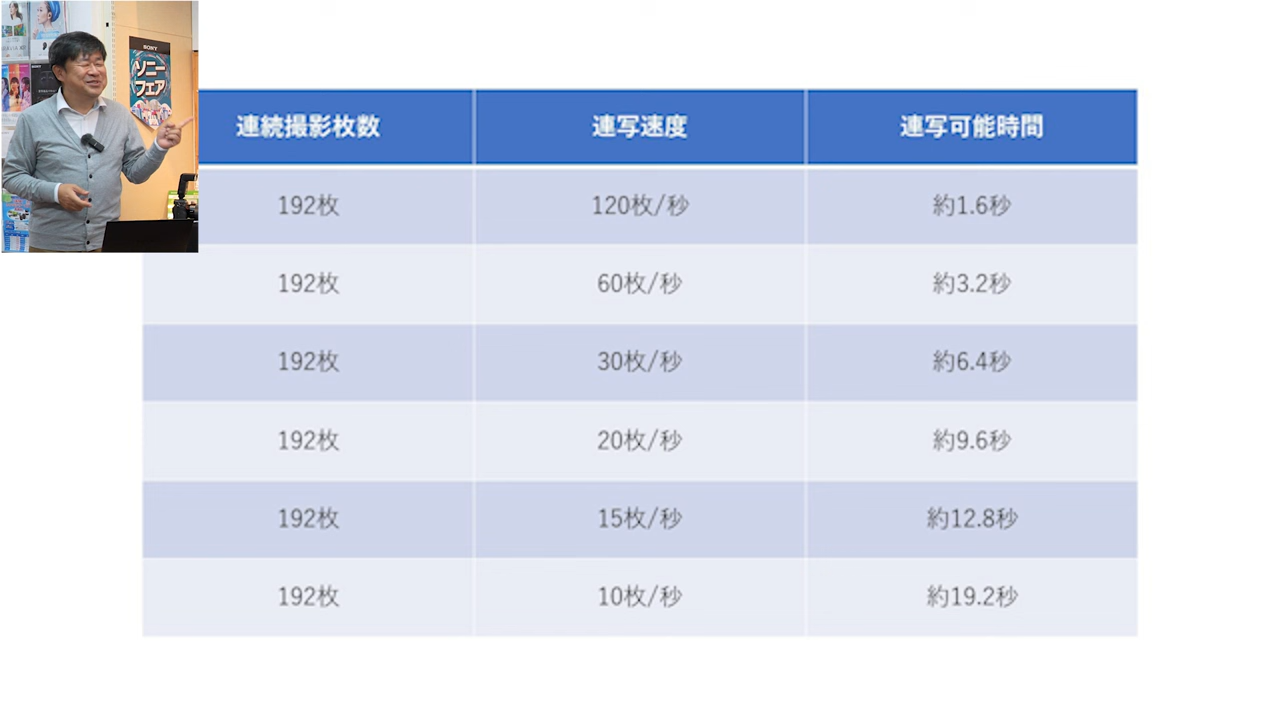 SONY
ソニー
フェア
連続撮影枚数 連写速度 連写可能時間
192枚 120枚/秒 約1.6秒
192枚 60枚/秒 約3.2秒
192枚 30枚/秒 約6.4秒
192枚 20枚/秒 約9.6秒
192枚 15枚/秒 約12.8秒
192枚 10枚/秒 約19.2秒